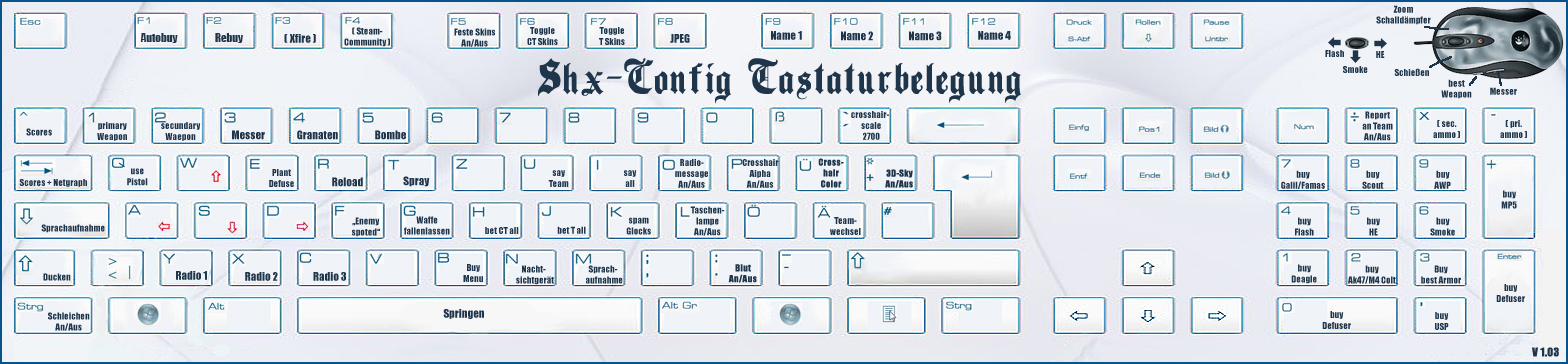 Esc
F1
Autobuy
F2
Rebuy
F3
( Xfire )
F4
( Steam-
Community )
F5
Feste Skins
An/Aus
F6
Toggle
CT Skins
F7
Toggle
T Skins
F8
JPEG
F9
Name 1
F10
Name 2
F11
Name 3
F12
Name 4
Druck
S-Abf
Rollen
Pause
Untbr
Zoom
Schalldämpfer
Flash
HE
Smoke
Schießen
best
Weapon
Messer
Shx-Config Tastaturbelegung
^
Scores
1
primary
Weapon
2
secundary
Waepon
3
Messer
4
Granaten
5
Bombe
6
7
8
9
0
ß
crosshair-
scale
2700
Einfg
Pos1
Bild
Num
÷
Report
an Team
An/Aus
X
( sec.
ammo )
-
( pri.
ammo )
Scores + Netgraph
Q
use
Pistol
W
E
Plant
Defuse
R
Reload
T
Spray
Z
U
say
Team
I
say
all
O
Radio-
message
An/Aus
P
Crosshair
Alpha
An/Aus
Ü
Cross-
hair
Color
*
+
3D-Sky
An/Aus
Entf
Ende
Bild
7
buy
Galil/Famas
8
buy
Scout
9
buy
AWP
+
buy
MP5
Sprachaufnahme
A
S
D
F
„Enemy
spoted“
G
Waffe
fallenlassen
H
bet CT all
J
bet T all
K
spam
Glocks
L
Taschen-
lampe
An/Aus
Ö
Ä
Team-
wechsel
#
4
buy
Flash
5
buy
HE
6
buy
Smoke
Ducken
>
< |
Y
Radio 1
X
Radio 2
C
Radio 3
V
B
Buy
Menu
N
Nacht-
sichtgerät
M
Sprach-
aufnahme
;
,
:
.
Blut
An/Aus
_
-
1
buy
Deagle
2
buy
Ak47/M4 Colt
3
Buy
best Armor
Enter
buy
Defuser
Strg
Schleichen
An/Aus
Alt
Springen
Alt Gr
Strg
0
buy
Defuser
'
buy
USP
V 1.03